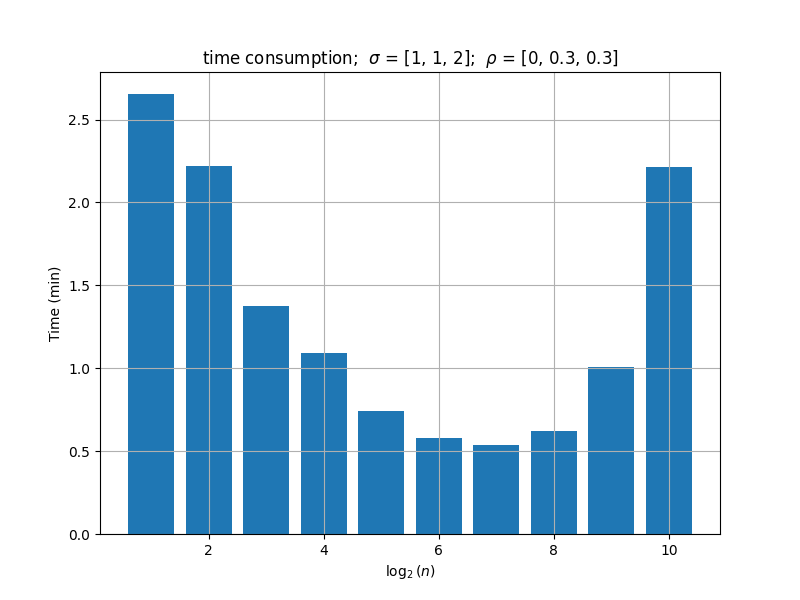 time consumption; σ = [1, 1, 2]; ρ = [0, 0.3, 0.3]
2.5
2.0
1.5
1.0
0.5
0.0
Time (min)
2 4 6 8 10
log₂(n)